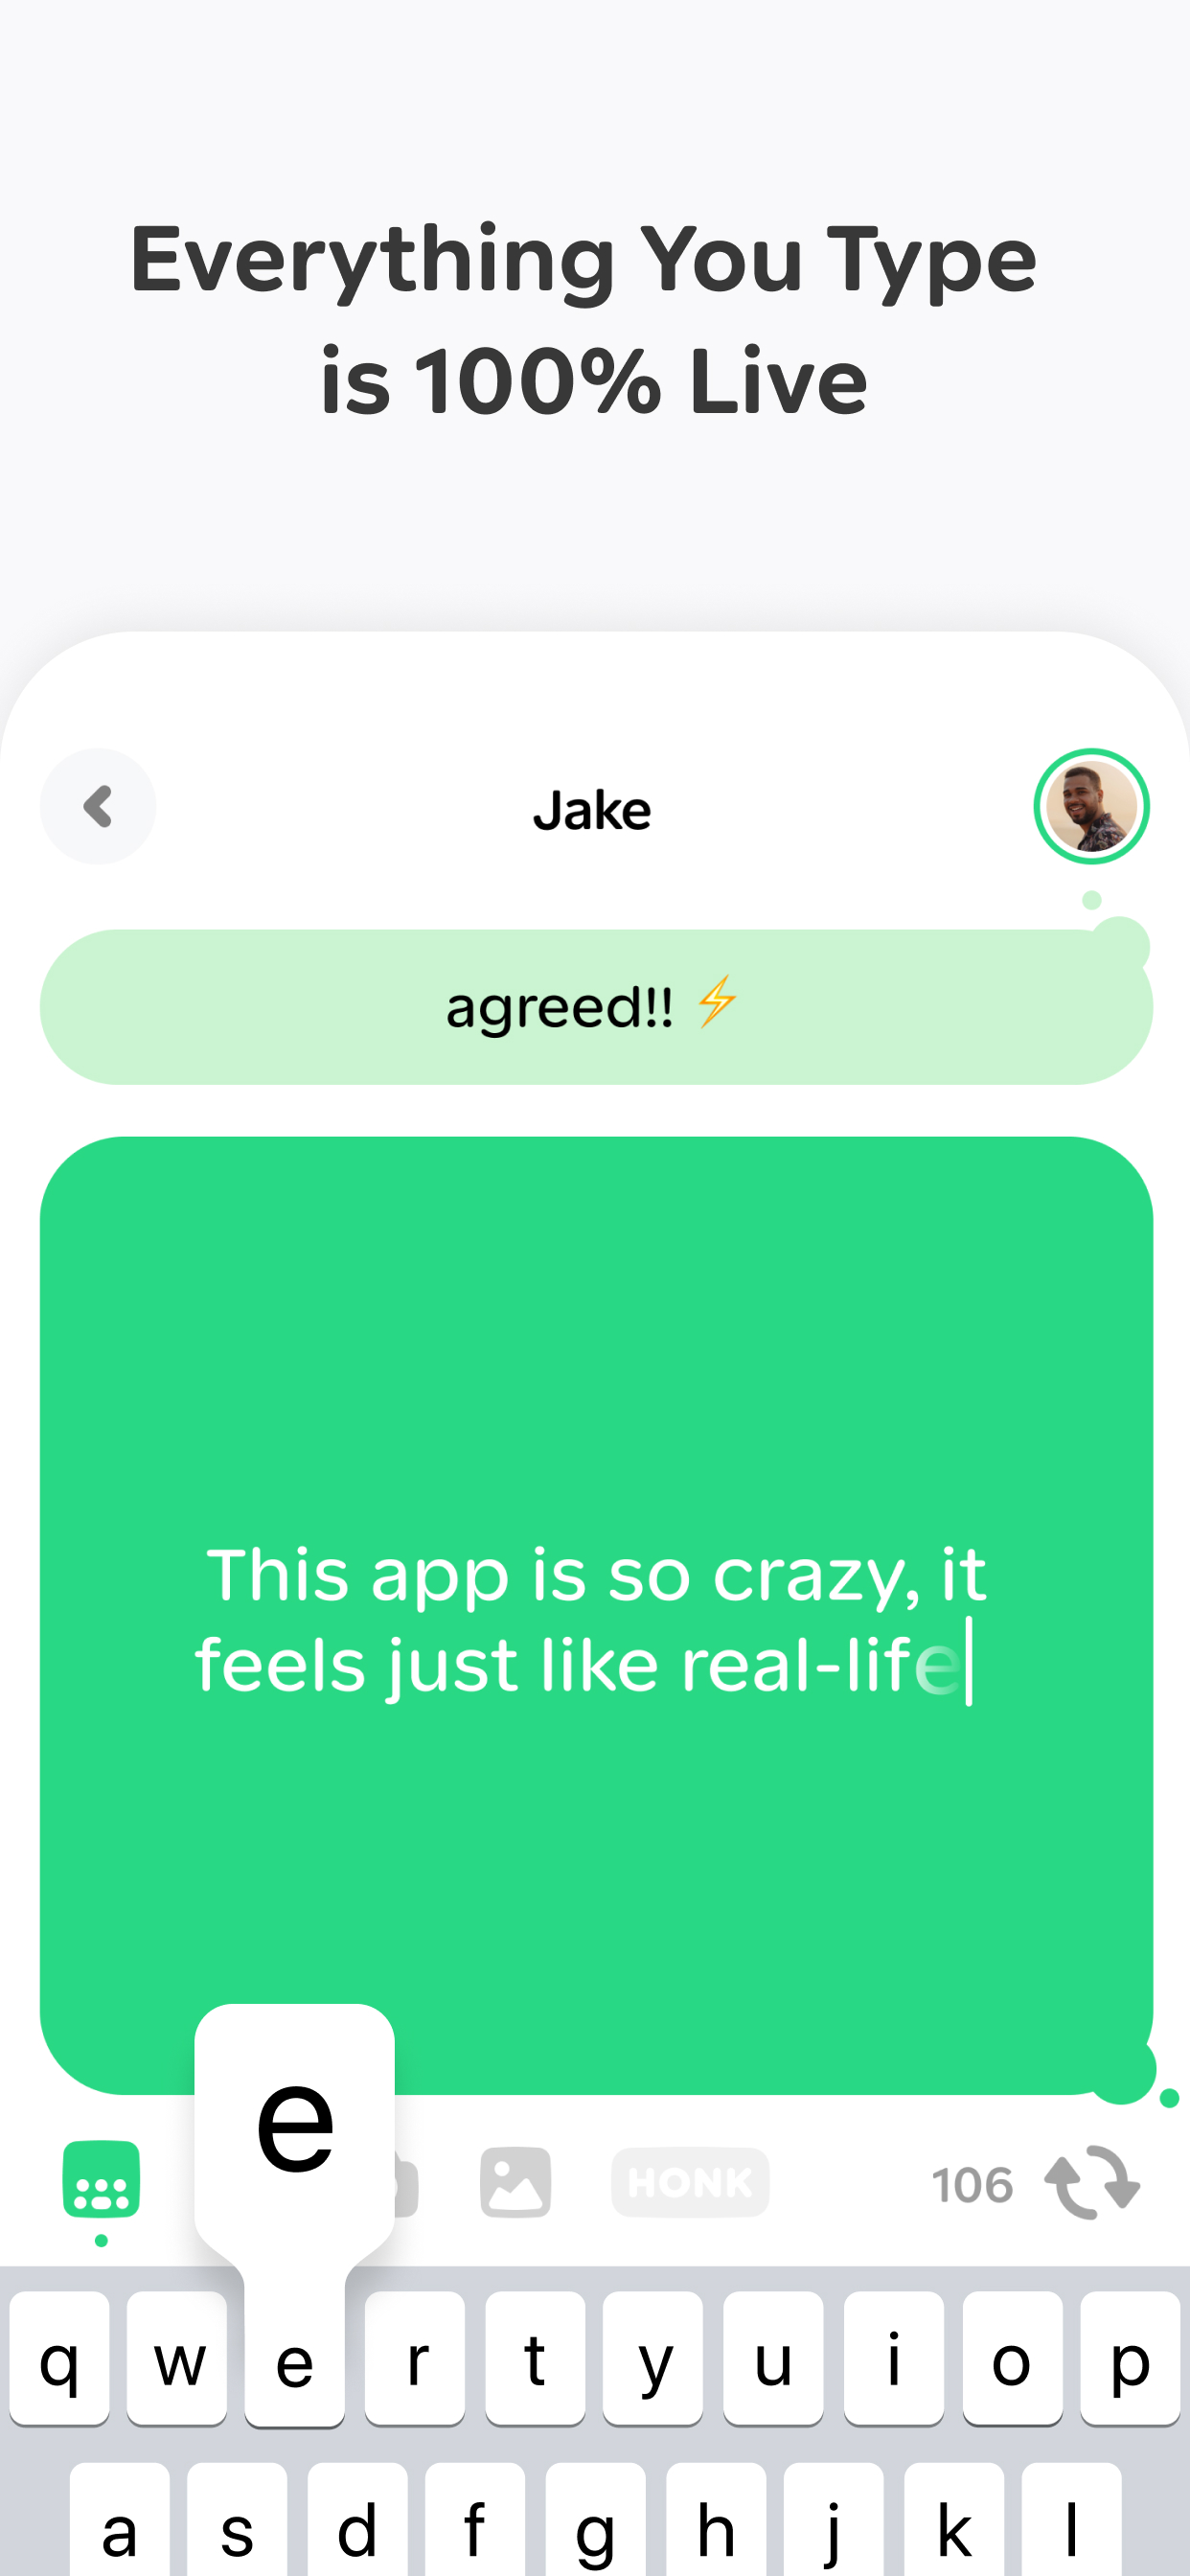 Everything You Type
is 100% Live
Jake
agreed!! ⚡
This app is so crazy, it
feels just like real-life
e
HONK
106
q w e r t y u i o p
a s d f g h j k l